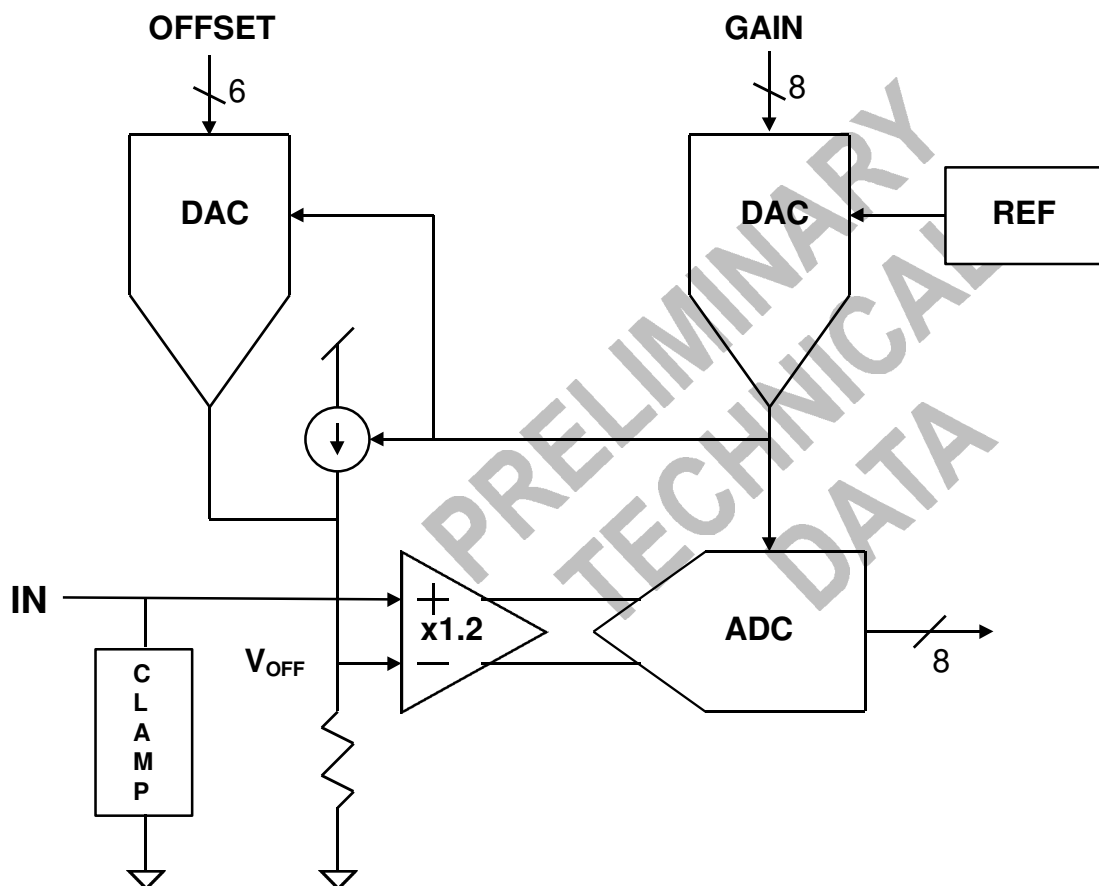 OFFSET
GAIN
6
8
DAC
DAC
REF
PRELIMINARY
TECHNICAL
DATA
IN
+
x1.2
−
ADC
8
VOFF
C
L
A
M
P